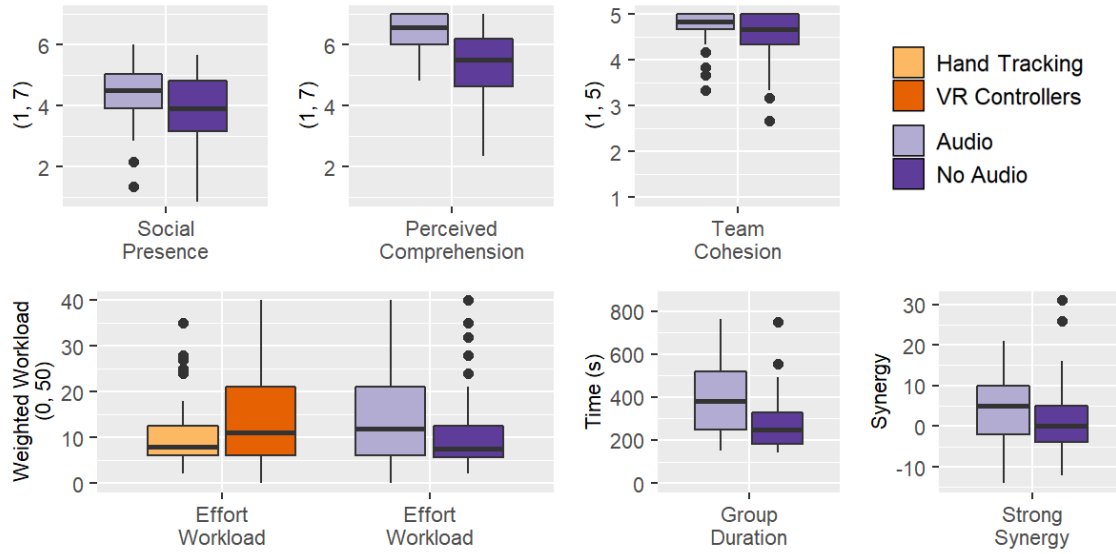 6
4
2
(1, 7)
Social
Presence
6
4
2
(1, 7)
Perceived
Comprehension
5
4
3
2
1
(1, 5)
Team
Cohesion
Hand Tracking
VR Controllers
Audio
No Audio
40
30
20
10
0
Weighted Workload
(0, 50)
Effort
Workload
Effort
Workload
800
600
400
200
0
Time (s)
Group
Duration
30
20
10
0
-10
Synergy
Strong
Synergy